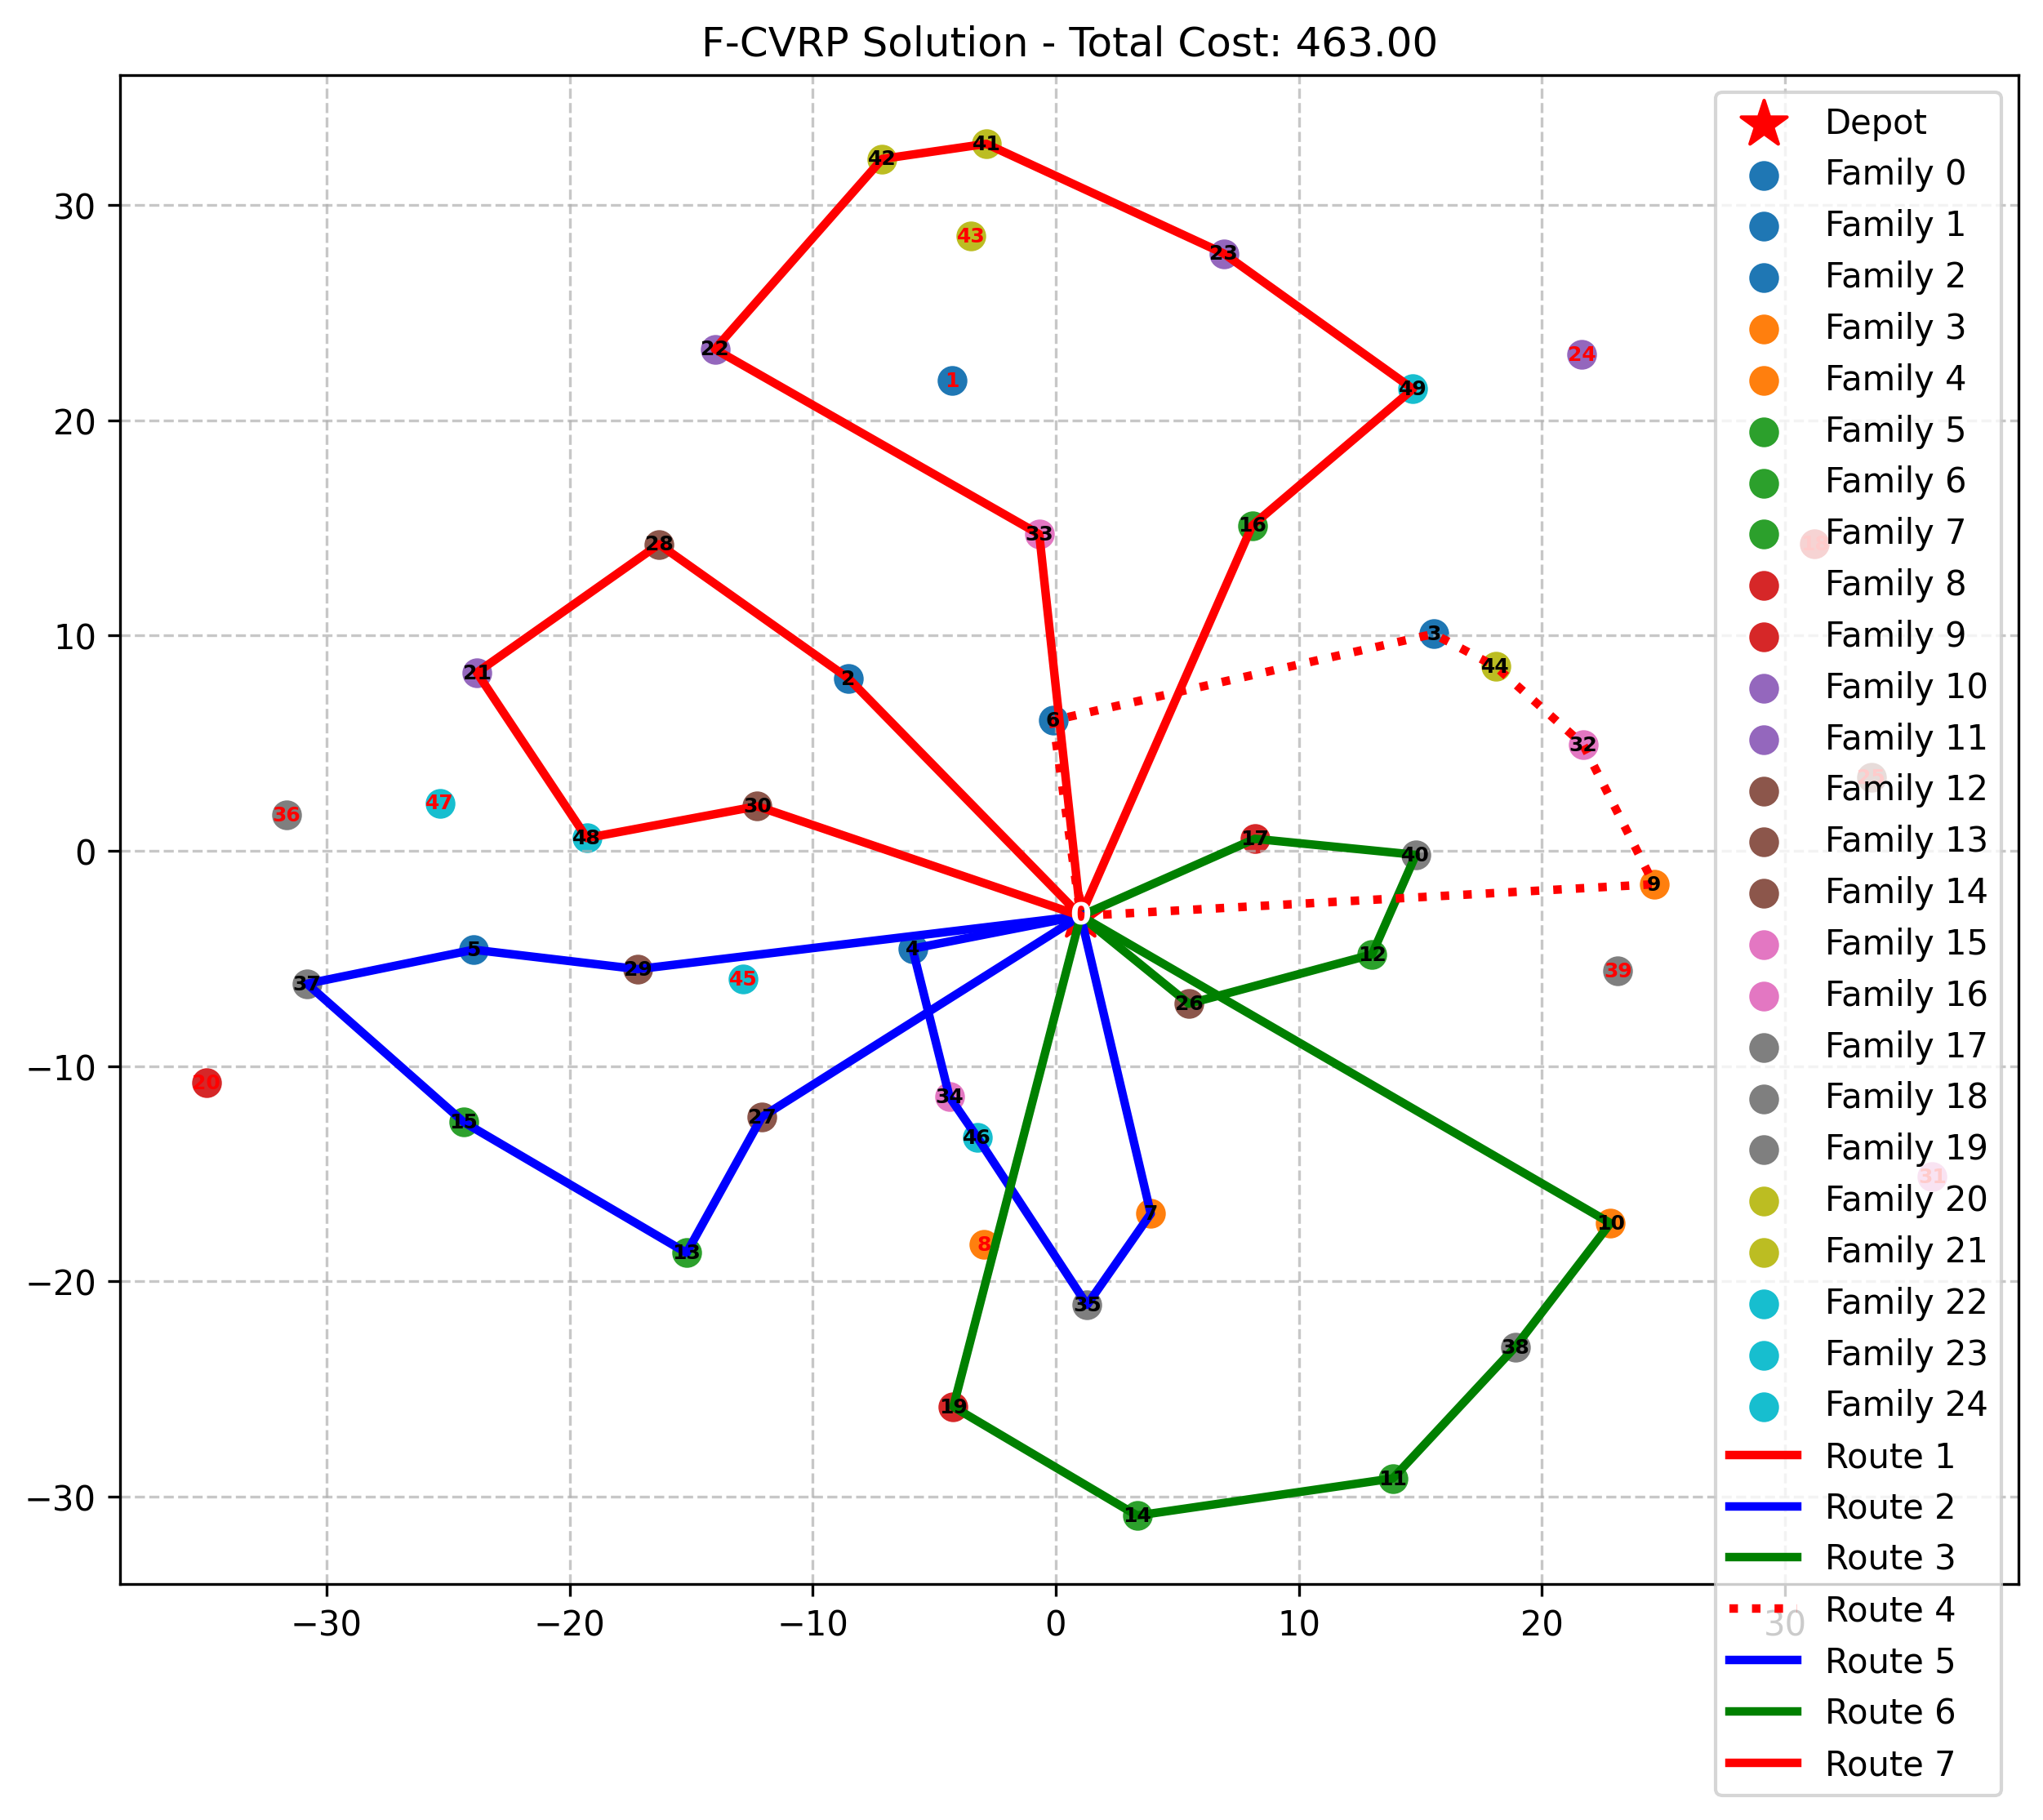 F-CVRP Solution - Total Cost: 463.00
41
42
43
23
22
24
1
49
33
16
28
3
44
21
2
6
32
47
30
36
48
17
40
9
0
5
4
12
29
45
39
37
26
20
34
31
15
27
46
7
10
8
13
35
38
19
11
14
30
20
10
0
−10
−20
−30
−30
−20
−10
0
10
20
30
Depot
Family 0
Family 1
Family 2
Family 3
Family 4
Family 5
Family 6
Family 7
Family 8
Family 9
Family 10
Family 11
Family 12
Family 13
Family 14
Family 15
Family 16
Family 17
Family 18
Family 19
Family 20
Family 21
Family 22
Family 23
Family 24
Route 1
Route 2
Route 3
Route 4
Route 5
Route 6
Route 7